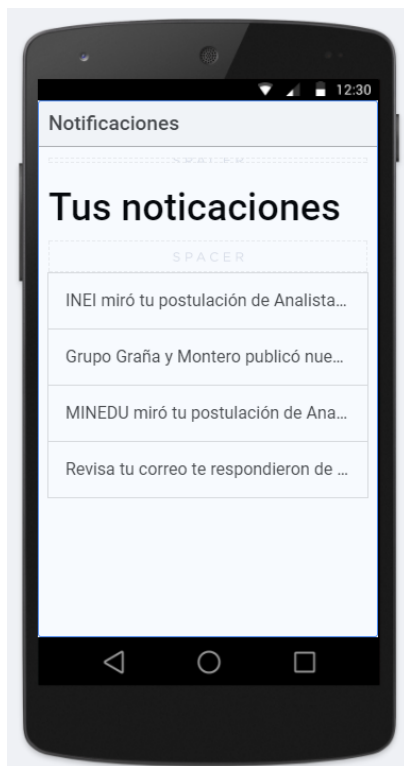 12:30
Notificaciones
SPACER
Tus noticaciones
SPACER
INEI miró tu postulación de Analista...
Grupo Graña y Montero publicó nue...
MINEDU miró tu postulación de Ana...
Revisa tu correo te respondieron de ...